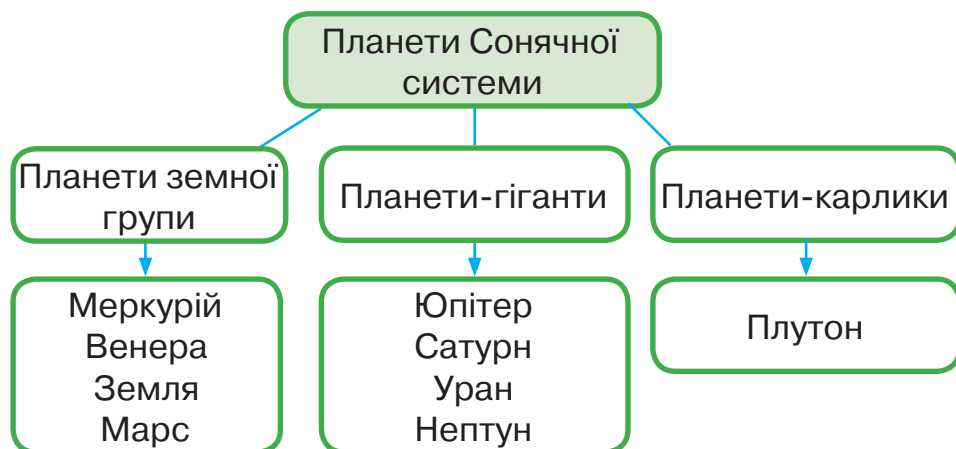 Планети Сонячної
системи
Планети земної
групи
Планети-гіганти
Планети-карлики
Меркурій
Венера
Земля
Марс
Юпітер
Сатурн
Уран
Нептун
Плутон